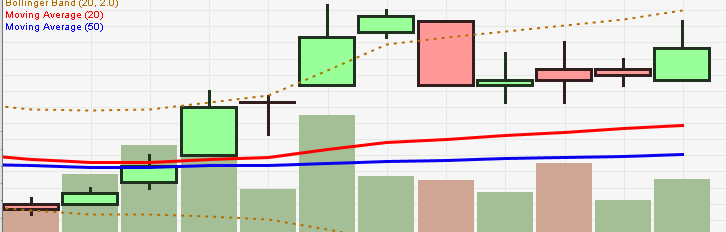 Bollinger Band (20, 2.0)
Moving Average (20)
Moving Average (50)